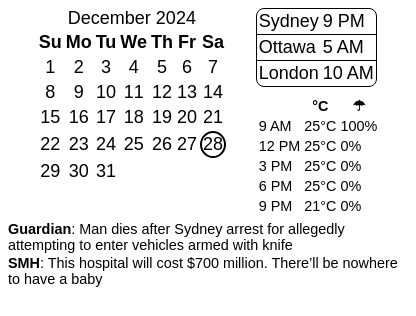 December 2024
Su Mo Tu We Th Fr Sa
1 2 3 4 5 6 7
8 9 10 11 12 13 14
15 16 17 18 19 20 21
22 23 24 25 26 27 28
29 30 31
Sydney 9 PM
Ottawa 5 AM
London 10 AM
°C ☂
9 AM 25°C 100%
12 PM 25°C 0%
3 PM 25°C 0%
6 PM 25°C 0%
9 PM 21°C 0%
Guardian: Man dies after Sydney arrest for allegedly
attempting to enter vehicles armed with knife
SMH: This hospital will cost $700 million. There’ll be nowhere
to have a baby